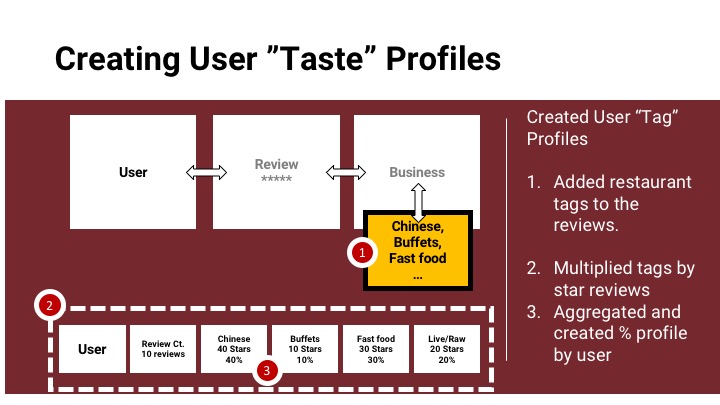 Creating User ”Taste” Profiles
User
Review
*****
Business
Chinese,
Buffets,
Fast food
...
1
Created User “Tag”
Profiles
1. Added restaurant
tags to the
reviews.
2. Multiplied tags by
star reviews
3. Aggregated and
created % profile
by user
2
User
Review Ct.
10 reviews
Chinese
40 Stars
40%
Buffets
10 Stars
10%
Fast food
30 Stars
30%
Live/Raw
20 Stars
20%
3